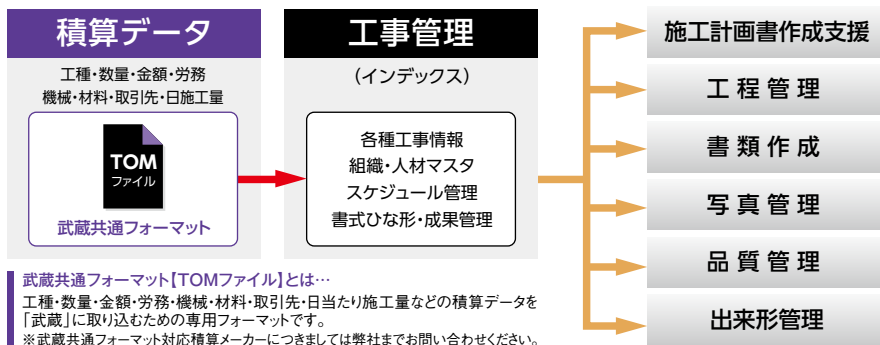 積算データ
工種・数量・金額・労務
機械・材料・取引先・日施工量
TOM
ファイル
武蔵共通フォーマット
工事管理
（インデックス）
各種工事情報
組織・人材マスタ
スケジュール管理
書式ひな形・成果管理
施工計画書作成支援
工程管理
書類作成
写真管理
品質管理
出来形管理
武蔵共通フォーマット【TOMファイル】とは…
工種・数量・金額・労務・機械・材料・取引先・日当たり施工量などの積算データを
「武蔵」に取り込むための専用フォーマットです。
※武蔵共通フォーマット対応積算メーカーにつきましては弊社までお問い合わせください。